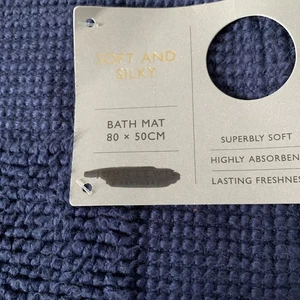 SOFT AND
SILKY
BATH MAT
80 × 50CM
SUPERBLY SOFT
HIGHLY ABSORBEN
LASTING FRESHNES